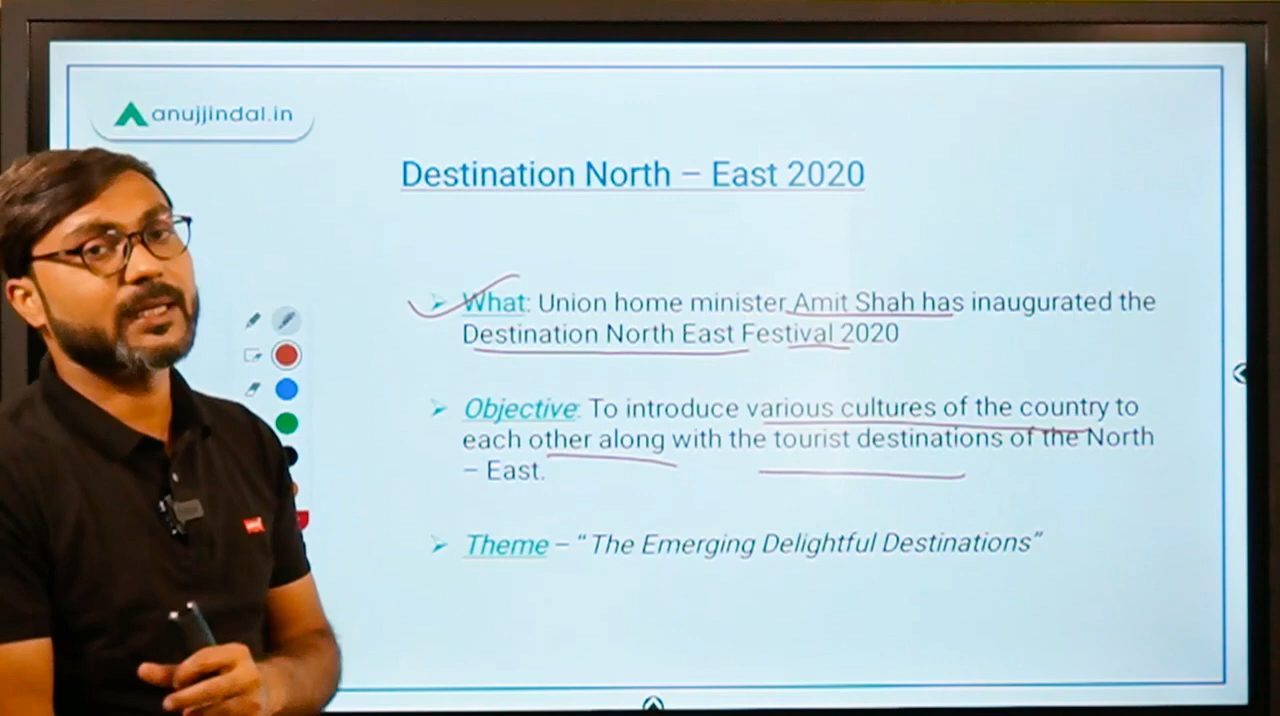 anujjindal.in
Destination North – East 2020
➢ What: Union home minister Amit Shah has inaugurated the
Destination North East Festival 2020
➢ Objective: To introduce various cultures of the country to
each other along with the tourist destinations of the North
– East.
➢ Theme – “ The Emerging Delightful Destinations”